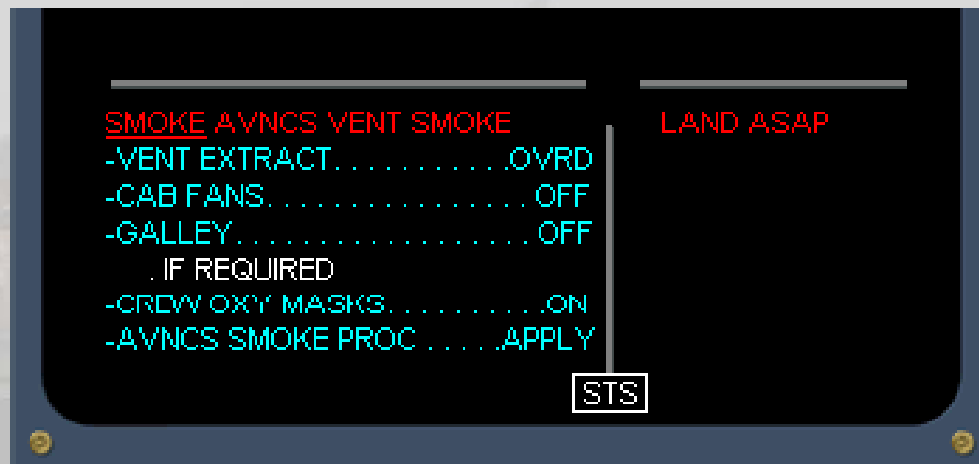 SMOKE AVNCS VENT SMOKE
-VENT EXTRACT...........OVRD
-CAB FANS.................OFF
-GALLEY...................OFF
. IF REQUIRED
-CREW OXY MASKS..........ON
-AVNCS SMOKE PROC .....APPLY
LAND ASAP
STS